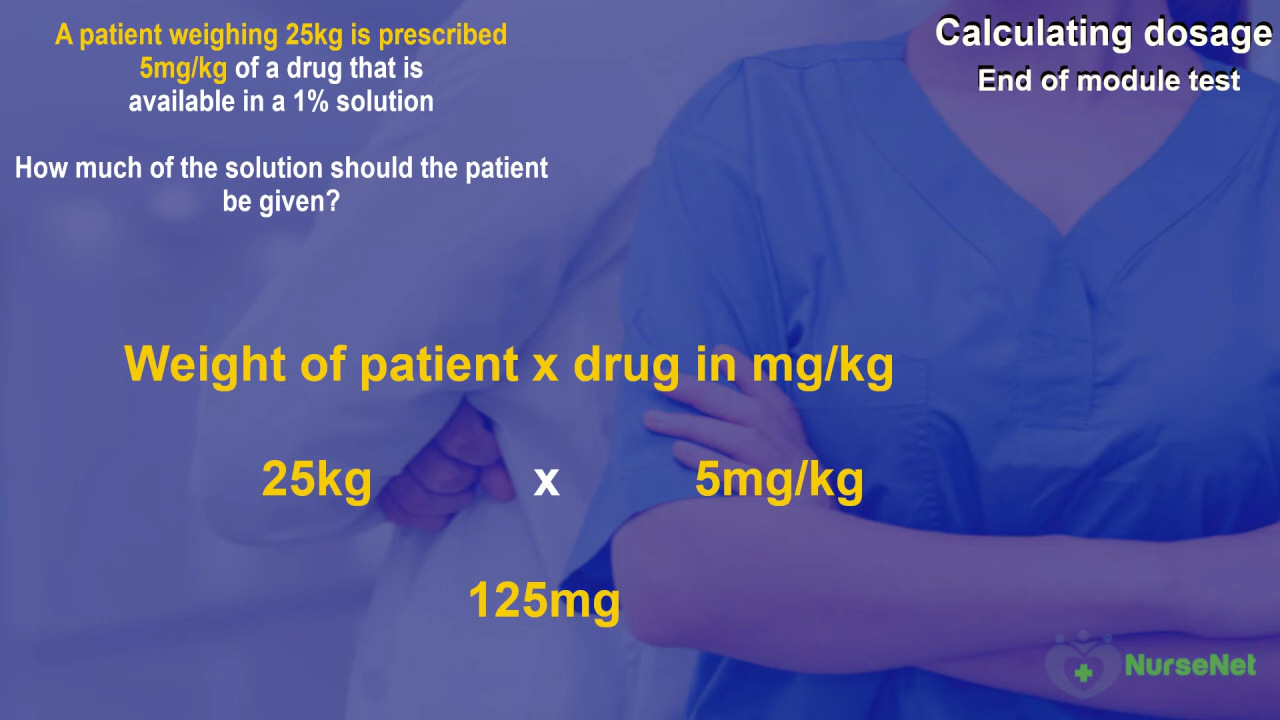 A patient weighing 25kg is prescribed
5mg/kg of a drug that is
available in a 1% solution
How much of the solution should the patient
be given?
Calculating dosage
End of module test
Weight of patient x drug in mg/kg
25kg x 5mg/kg
125mg
NurseNet